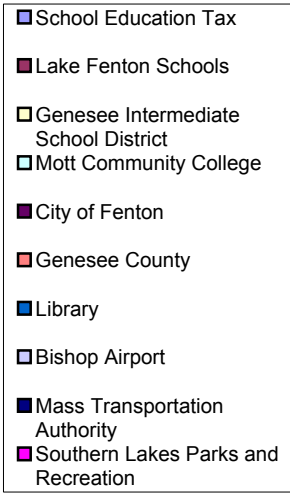 School Education Tax
Lake Fenton Schools
Genesee Intermediate
School District
Mott Community College
City of Fenton
Genesee County
Library
Bishop Airport
Mass Transportation
Authority
Southern Lakes Parks and
Recreation